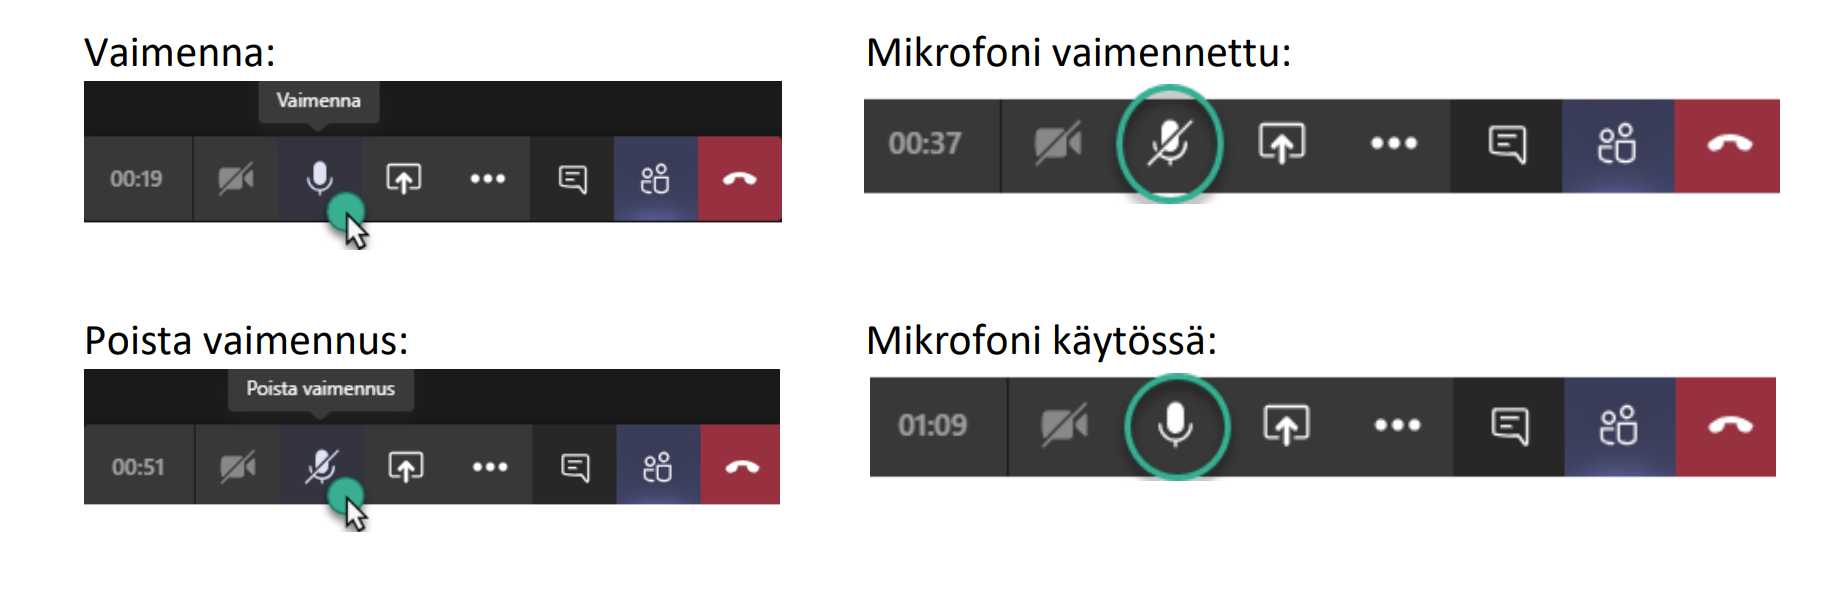 Vaimenna:
Vaimenna
00:19
Mikrofoni vaimennettu:
00:37
Poista vaimennus:
Poista vaimennus
00:51
Mikrofoni käytössä:
01:09